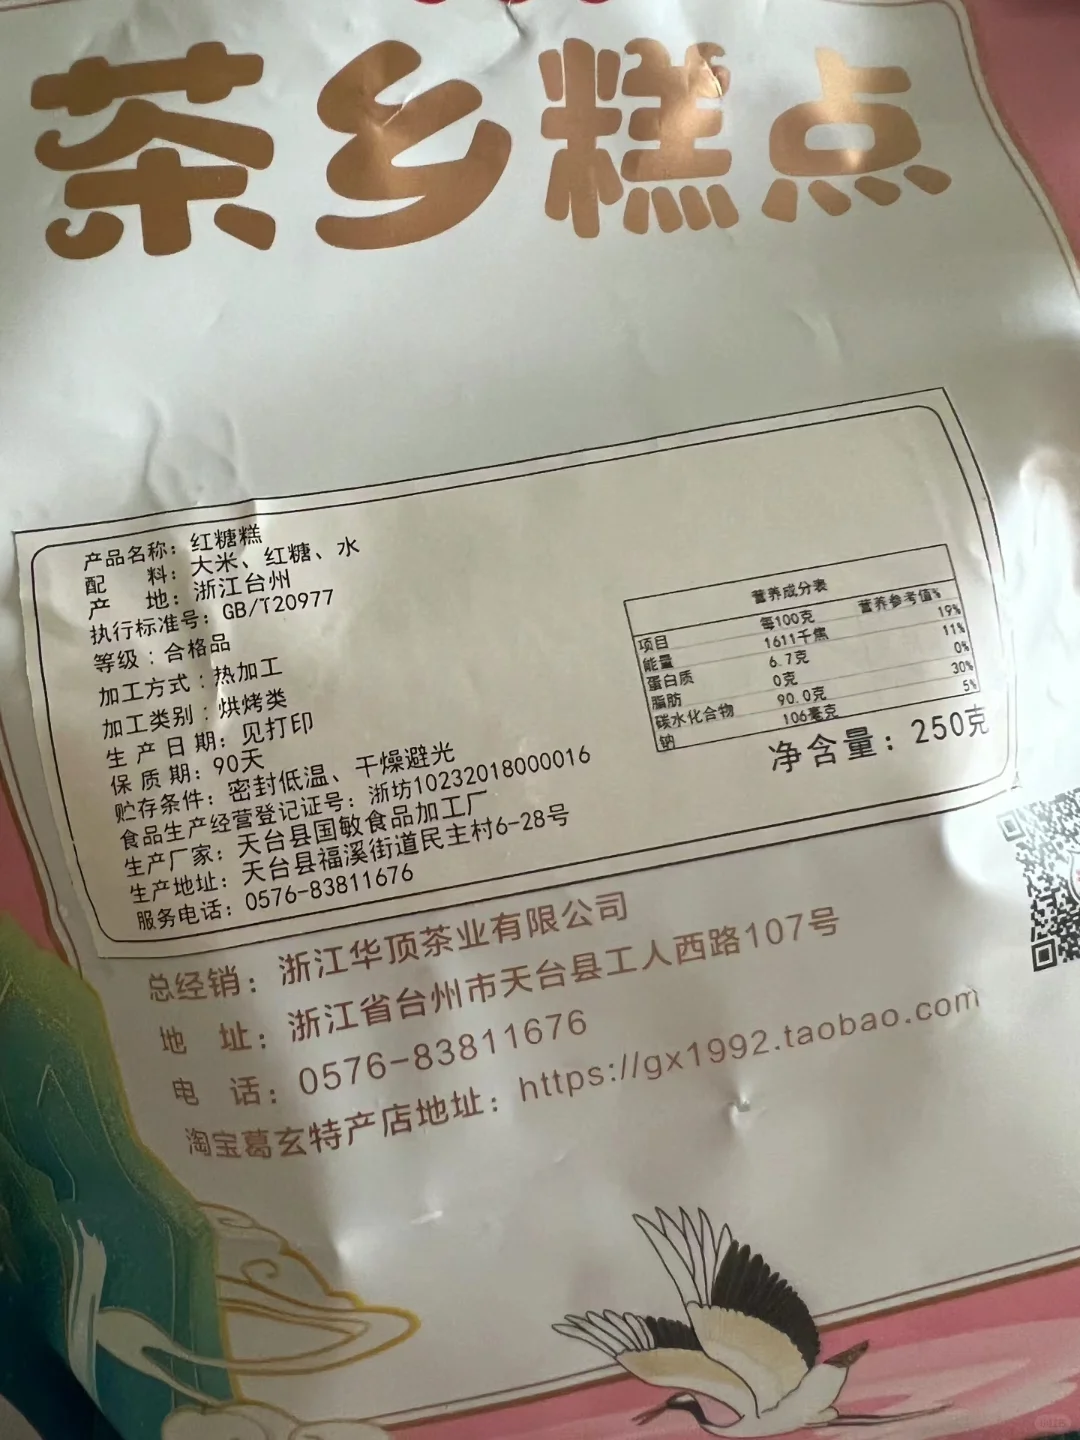 茶乡糕点
产品名称：红糖糕
配 料：大米、红糖、水
产 地：浙江台州
执行标准号：GB/T20977
等级：合格品
加工方式：热加工
加工类别：烘烤类
生产日期：见打印
保质期：90天
贮存条件：密封低温、干燥避光
食品生产经营登记证号：浙坊10232018000016
生产厂家：天台县国敏食品加工厂
生产地址：天台县福溪街道民主村6-28号
服务电话：0576-83811676
营养成分表
项目 每100克 营养参考值%
能量 1611千焦 19%
蛋白质 6.7克 11%
脂肪 0克 0%
碳水化合物 90.0克 30%
钠 106毫克 5%
净含量：250克
总经销：浙江华顶茶业有限公司
地 址：浙江省台州市天台县工人西路107号
电 话：0576-83811676
淘宝葛玄特产店地址：https://gx1992.taobao.com